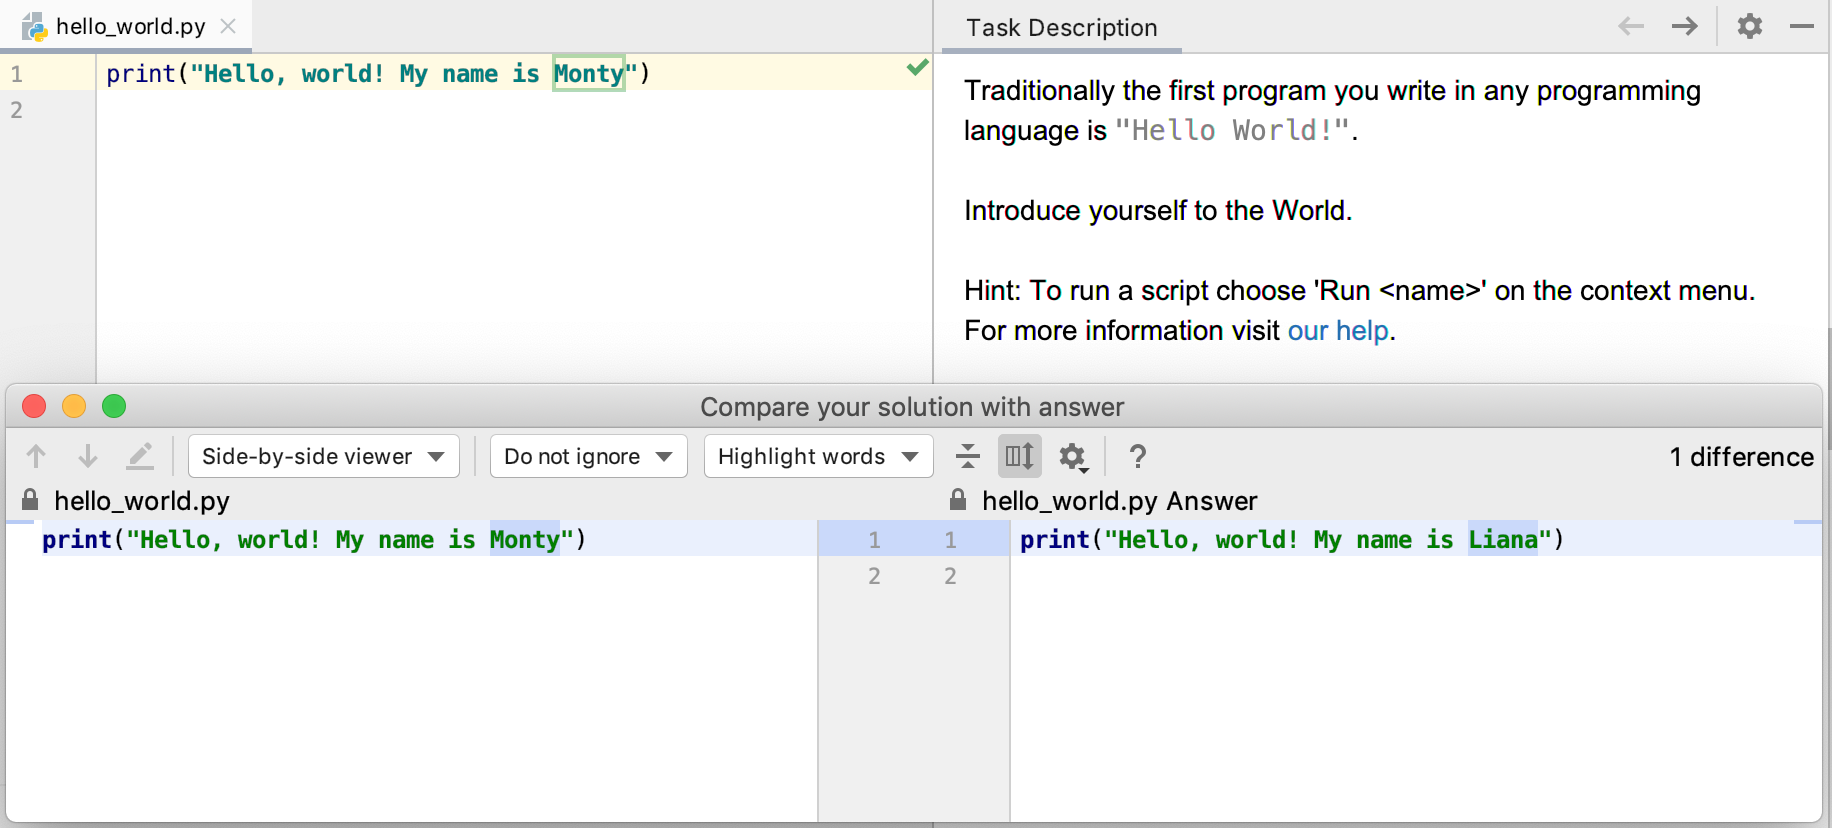 hello_world.py
1 print("Hello, world! My name is Monty")
2
Task Description
Traditionally the first program you write in any programming
language is "Hello World!".
Introduce yourself to the World.
Hint: To run a script choose 'Run <name>' on the context menu.
For more information visit our help.
Compare your solution with answer
Side-by-side viewer Do not ignore Highlight words ? 1 difference
hello_world.py hello_world.py Answer
print("Hello, world! My name is Monty") 1 1 print("Hello, world! My name is Liana")
2 2